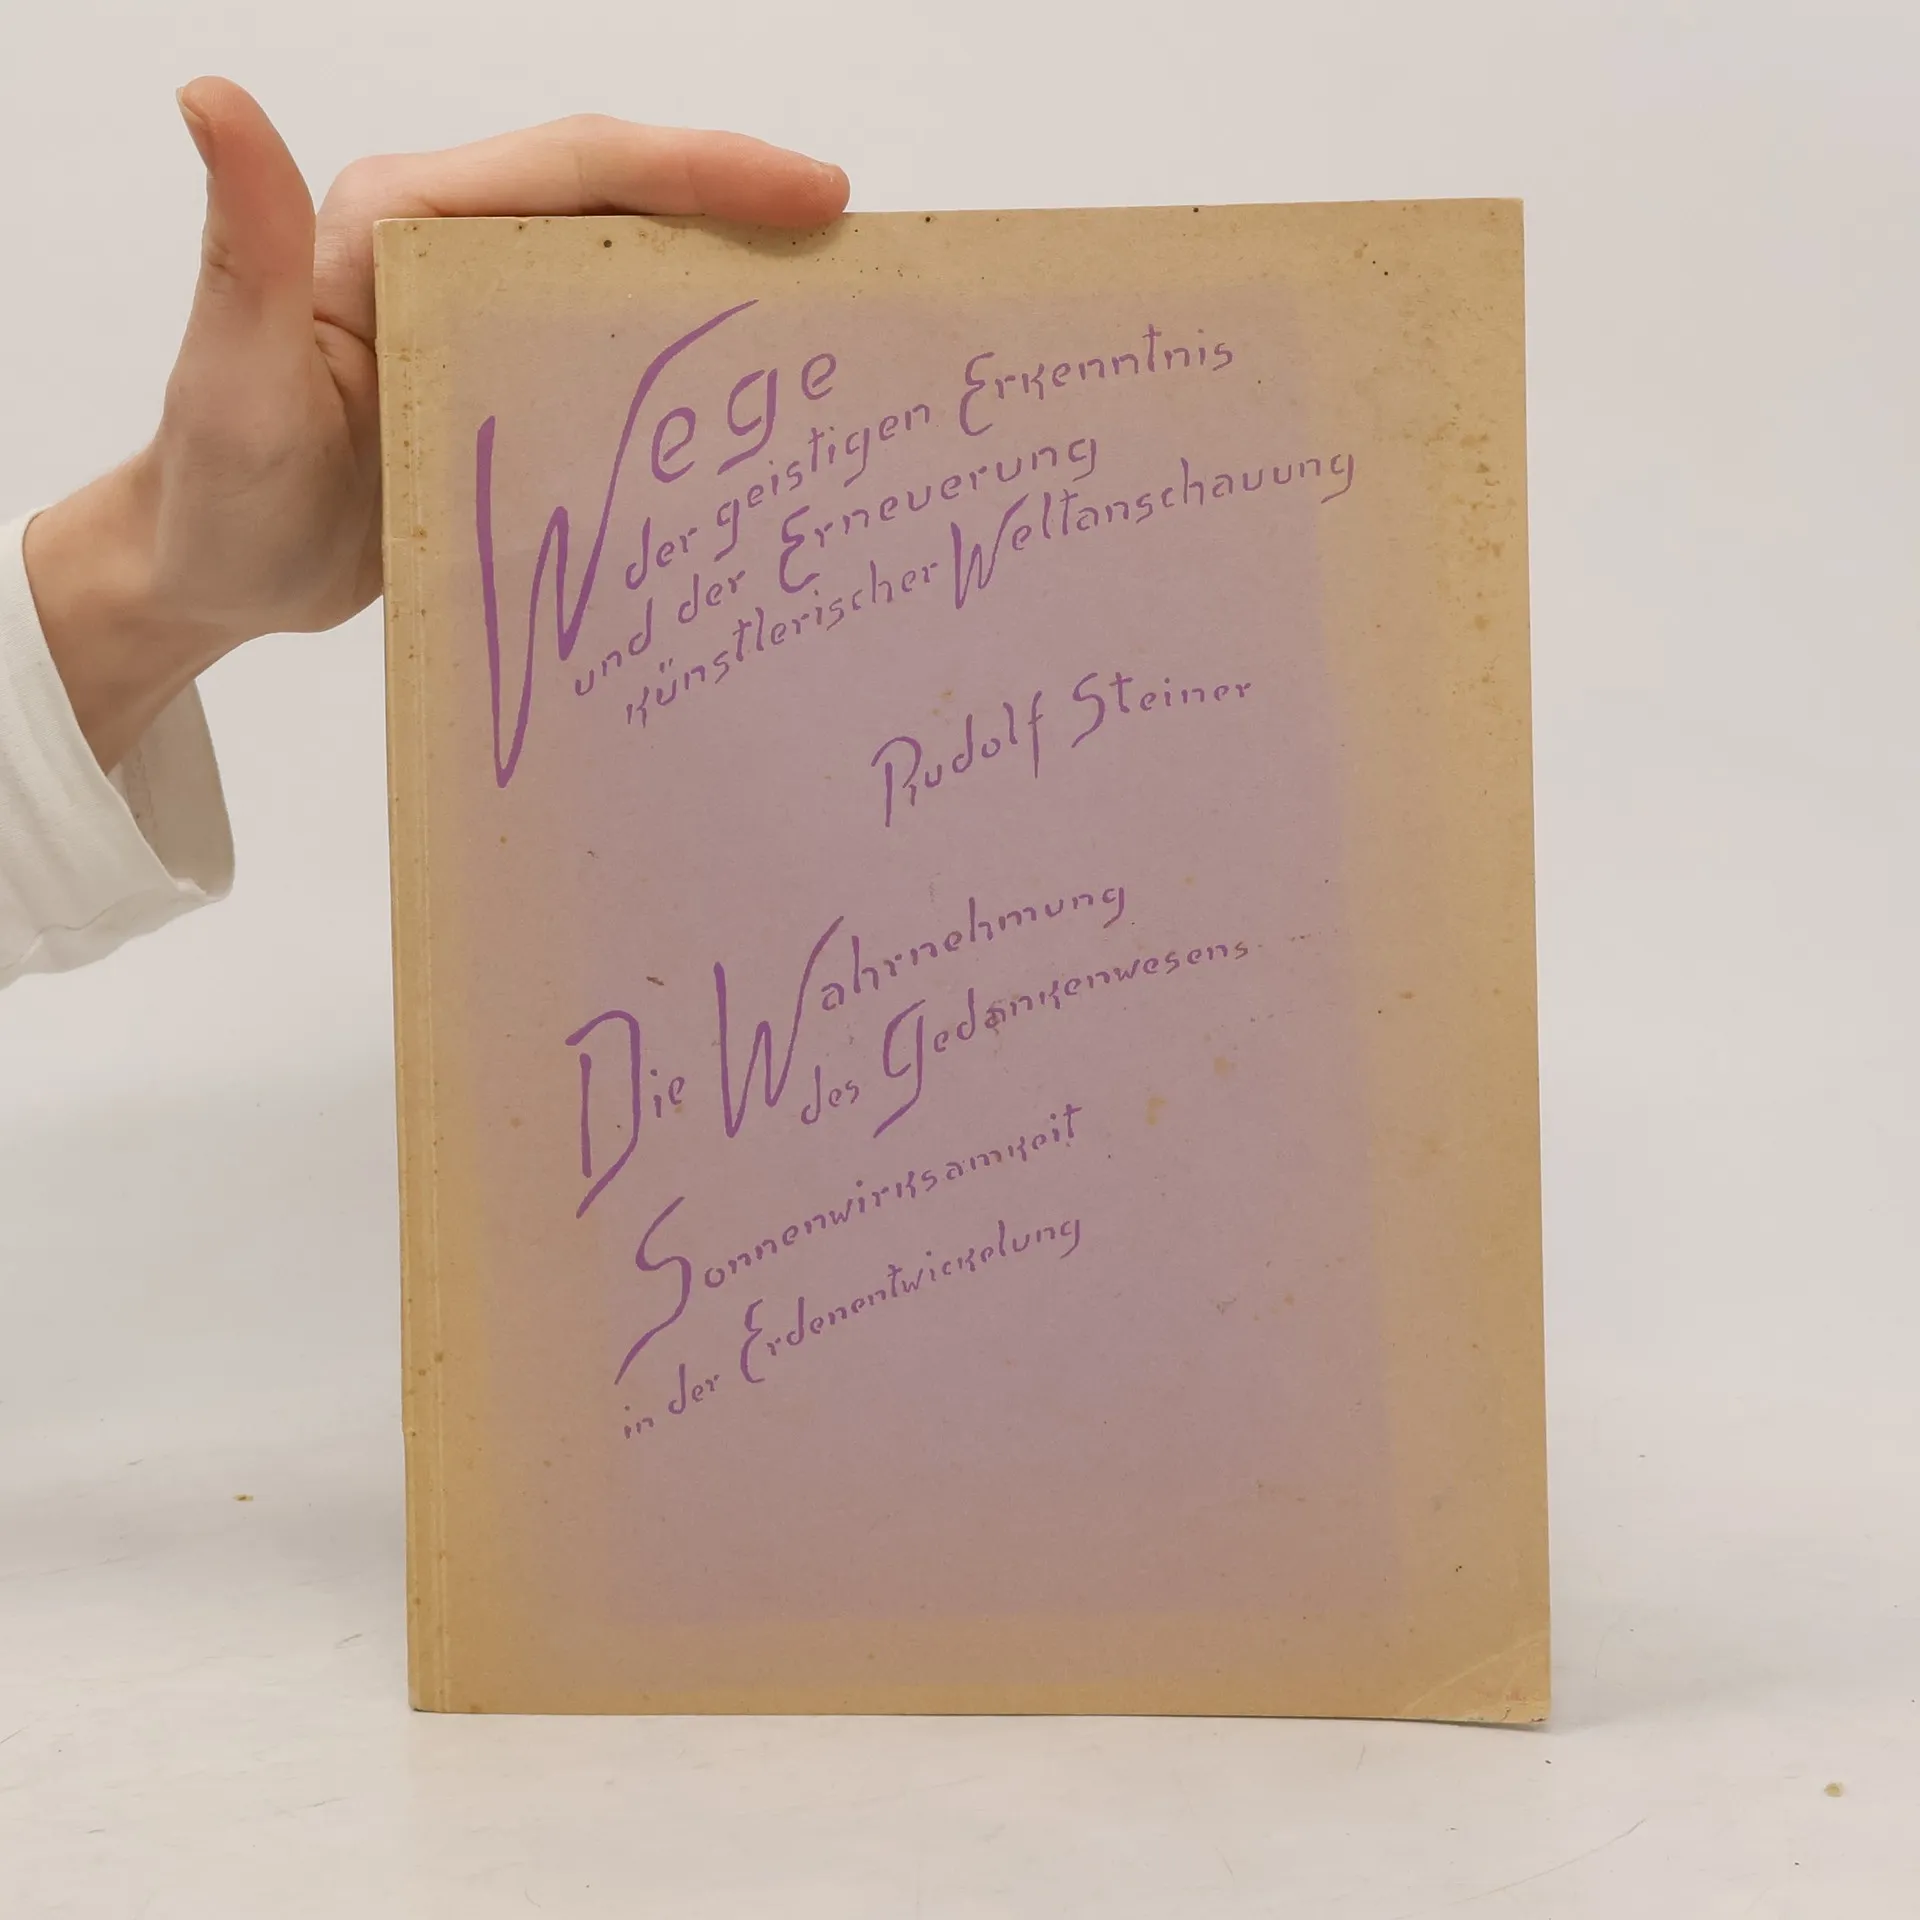 Wege
der geistigen Erkenntnis
und der Erneuerung
künstlerischer Weltanschauung
Rudolf Steiner
Die Wahrnehmung
des Gedankenwesens
Sonnenwirksamkeit
in der Erdenentwickelung